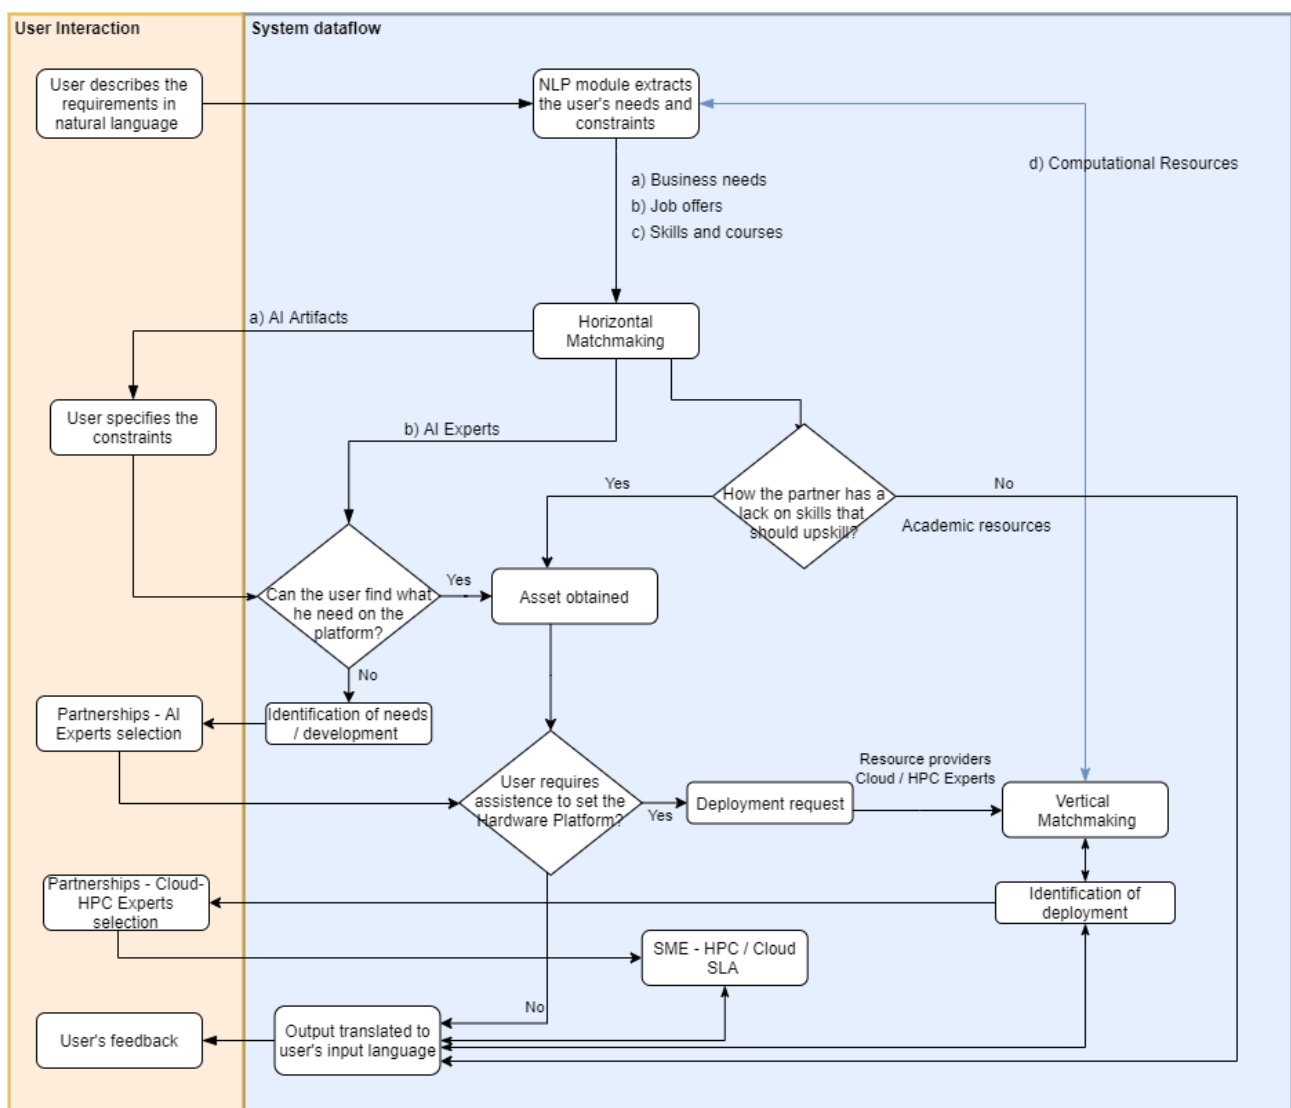 User Interaction
System dataflow
User describes the
requirements in
natural language
NLP module extracts
the user's needs and
constraints
d) Computational Resources
a) Business needs
b) Job offers
c) Skills and courses
a) AI Artifacts
Horizontal
Matchmaking
User specifies the
constraints
b) AI Experts
Yes
How the partner has a
lack on skills that
should upskill?
No
Academic resources
Can the user find what
he need on the
platform?
Yes
Asset obtained
No
Partnerships - AI
Experts selection
Identification of needs
/ development
User requires
assistence to set the
Hardware Platform?
Yes
Deployment request
Resource providers
Cloud / HPC Experts
Vertical
Matchmaking
Partnerships - Cloud-
HPC Experts
selection
Identification of
deployment
SME - HPC / Cloud
SLA
No
User's feedback
Output translated to
user's input language